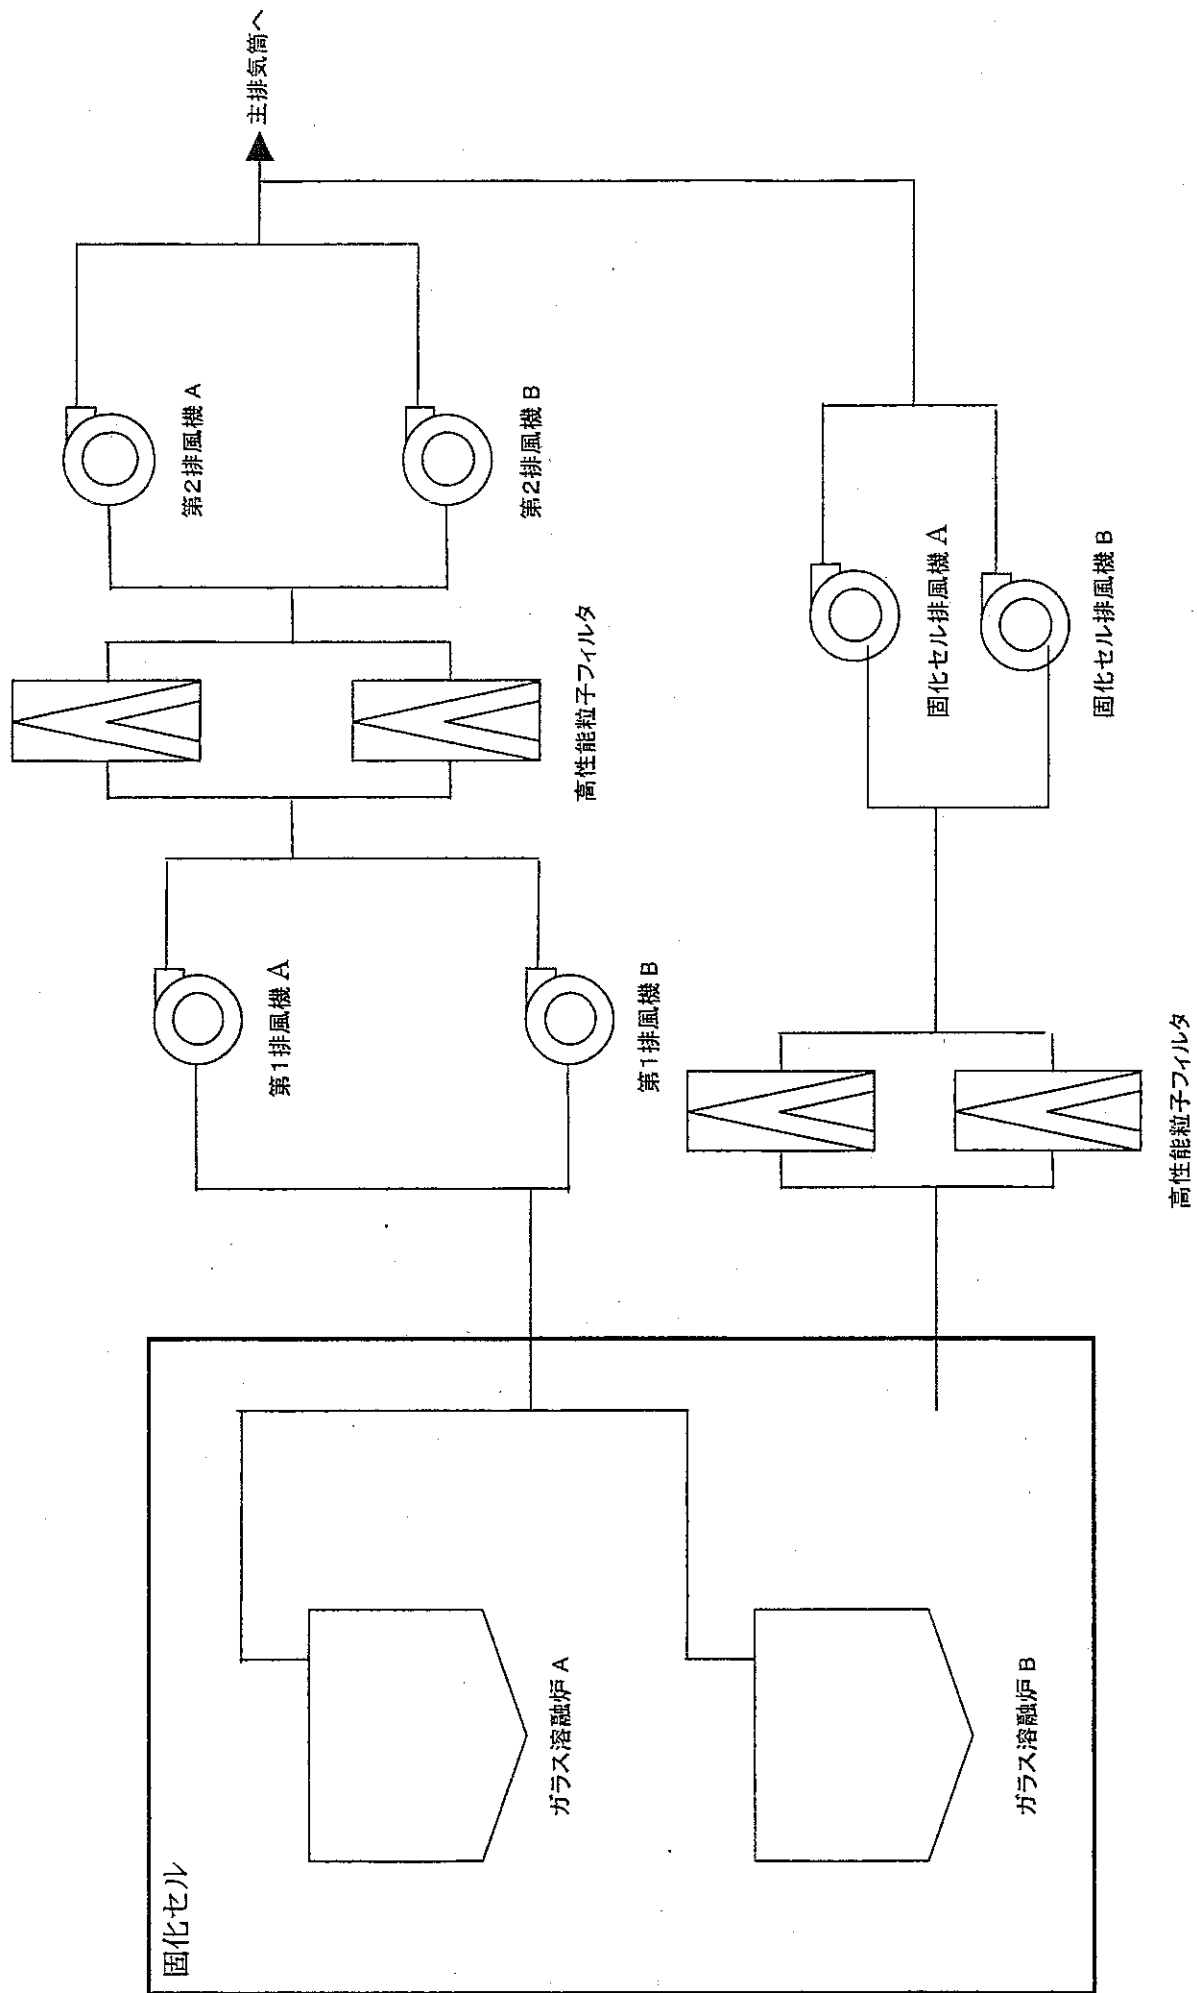 固化セル
ガラス溶融炉 A
ガラス溶融炉 B
第1排風機 A
第1排風機 B
高性能粒子フィルタ
第2排風機 A
第2排風機 B
主排気筒へ
高性能粒子フィルタ
固化セル排風機 A
固化セル排風機 B